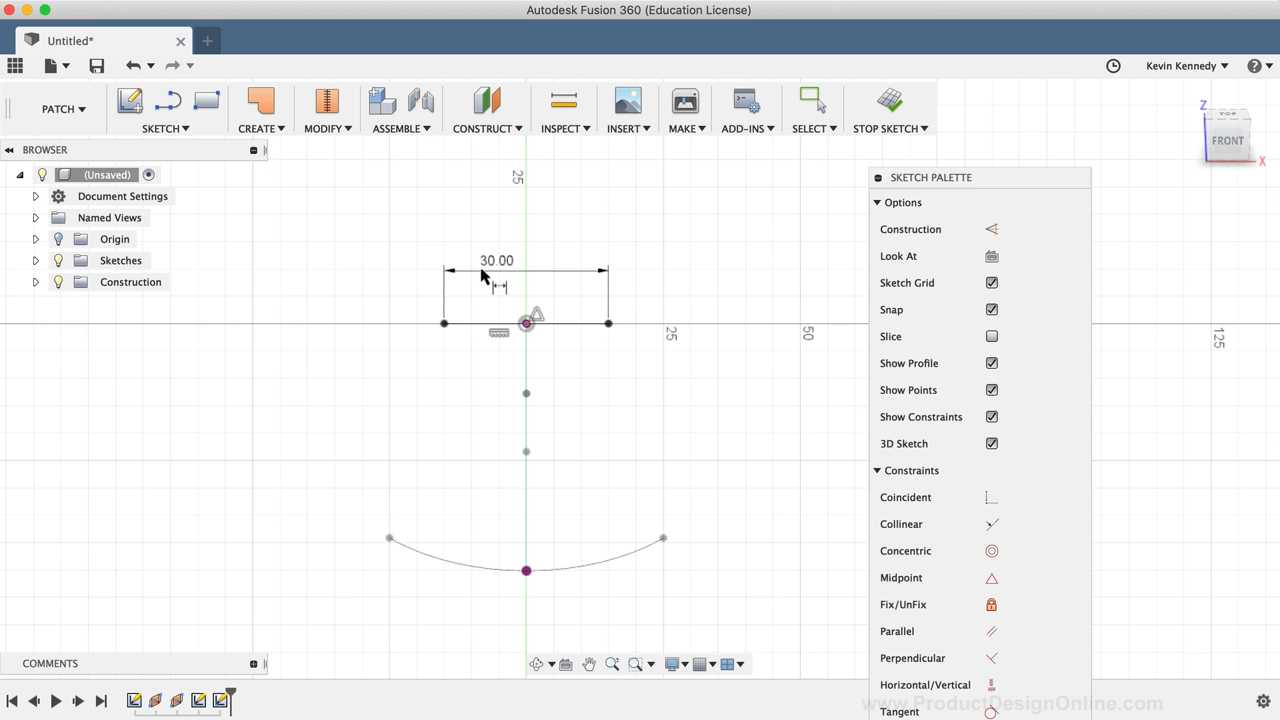 Autodesk Fusion 360 (Education License)
Untitled*
Kevin Kennedy
PATCH
SKETCH
CREATE
MODIFY
ASSEMBLE
CONSTRUCT
INSPECT
INSERT
MAKE
ADD-INS
SELECT
STOP SKETCH
BROWSER
(Unsaved)
Document Settings
Named Views
Origin
Sketches
Construction
Z
TOP
FRONT
X
25
30.00
25
50
125
SKETCH PALETTE
Options
Construction
Look At
Sketch Grid
Snap
Slice
Show Profile
Show Points
Show Constraints
3D Sketch
Constraints
Coincident
Collinear
Concentric
Midpoint
Fix/UnFix
Parallel
Perpendicular
Horizontal/Vertical
Tangent
COMMENTS
www.ProductDesignOnline.com